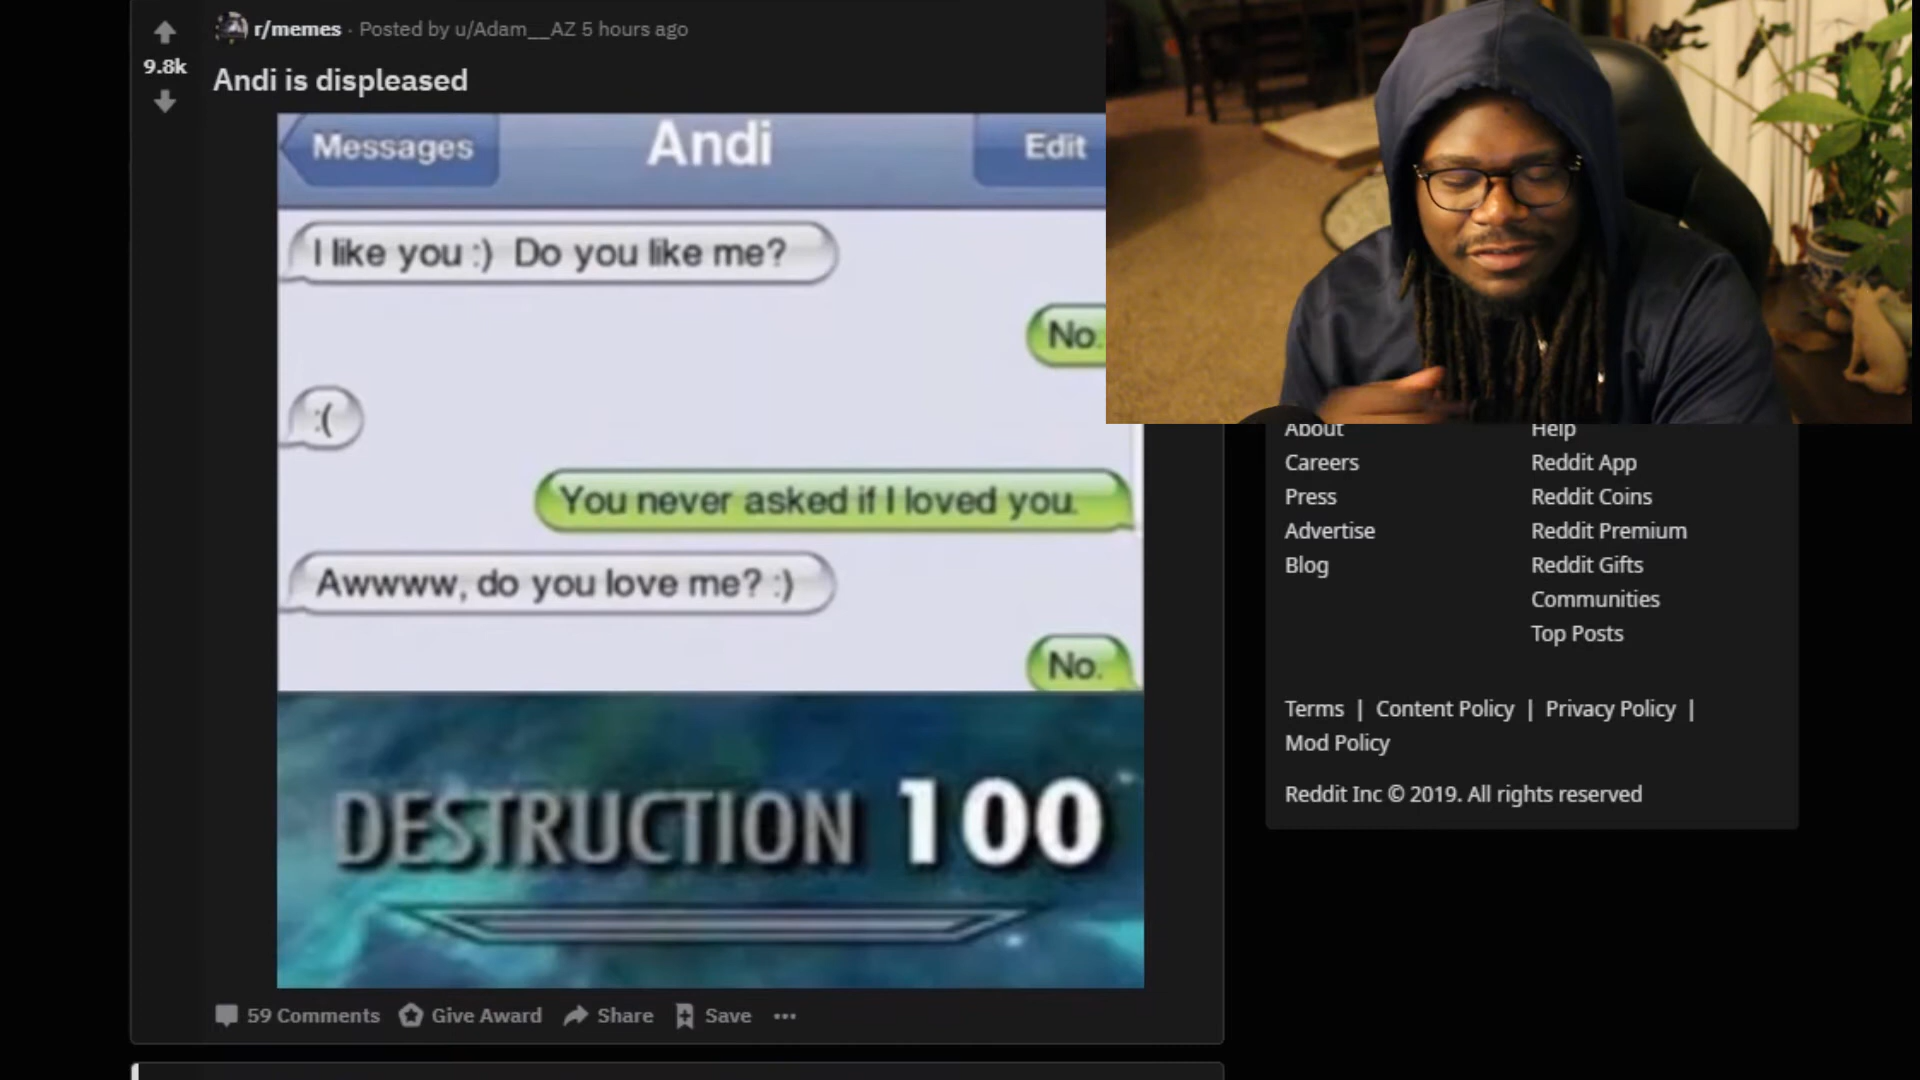 r/memes · Posted by u/Adam__AZ 5 hours ago
9.8k
Andi is displeased
Messages
Andi
Edit
I like you :) Do you like me?
No.
:(
You never asked if I loved you.
Awwww, do you love me? :)
No.
DESTRUCTION 100
59 Comments
Give Award
Share
Save
About
Careers
Press
Advertise
Blog
Help
Reddit App
Reddit Coins
Reddit Premium
Reddit Gifts
Communities
Top Posts
Terms | Content Policy | Privacy Policy |
Mod Policy
Reddit Inc © 2019. All rights reserved